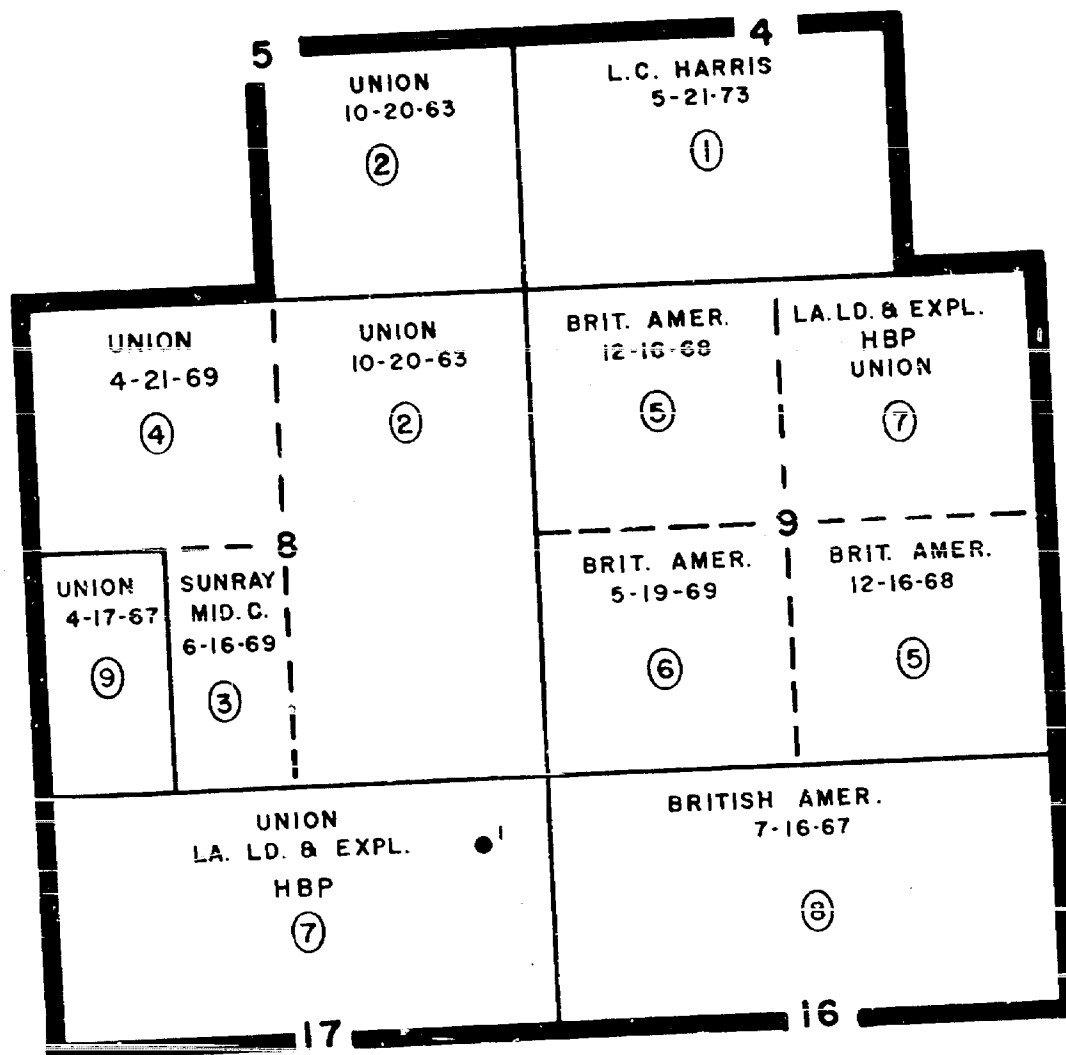 5
4
UNION
10-20-63
2
L.C. HARRIS
5-21-73
1
UNION
4-21-69
4
UNION
10-20-63
2
BRIT. AMER.
12-16-68
5
LA. LD. & EXPL.
HBP
UNION
7
8
9
UNION
4-17-67
9
SUNRAY
MID. C.
6-16-69
3
BRIT. AMER.
5-19-69
6
BRIT. AMER.
12-16-68
5
UNION
LA. LD. & EXPL.
HBP
7
1
BRITISH AMER.
7-16-67
8
17
16